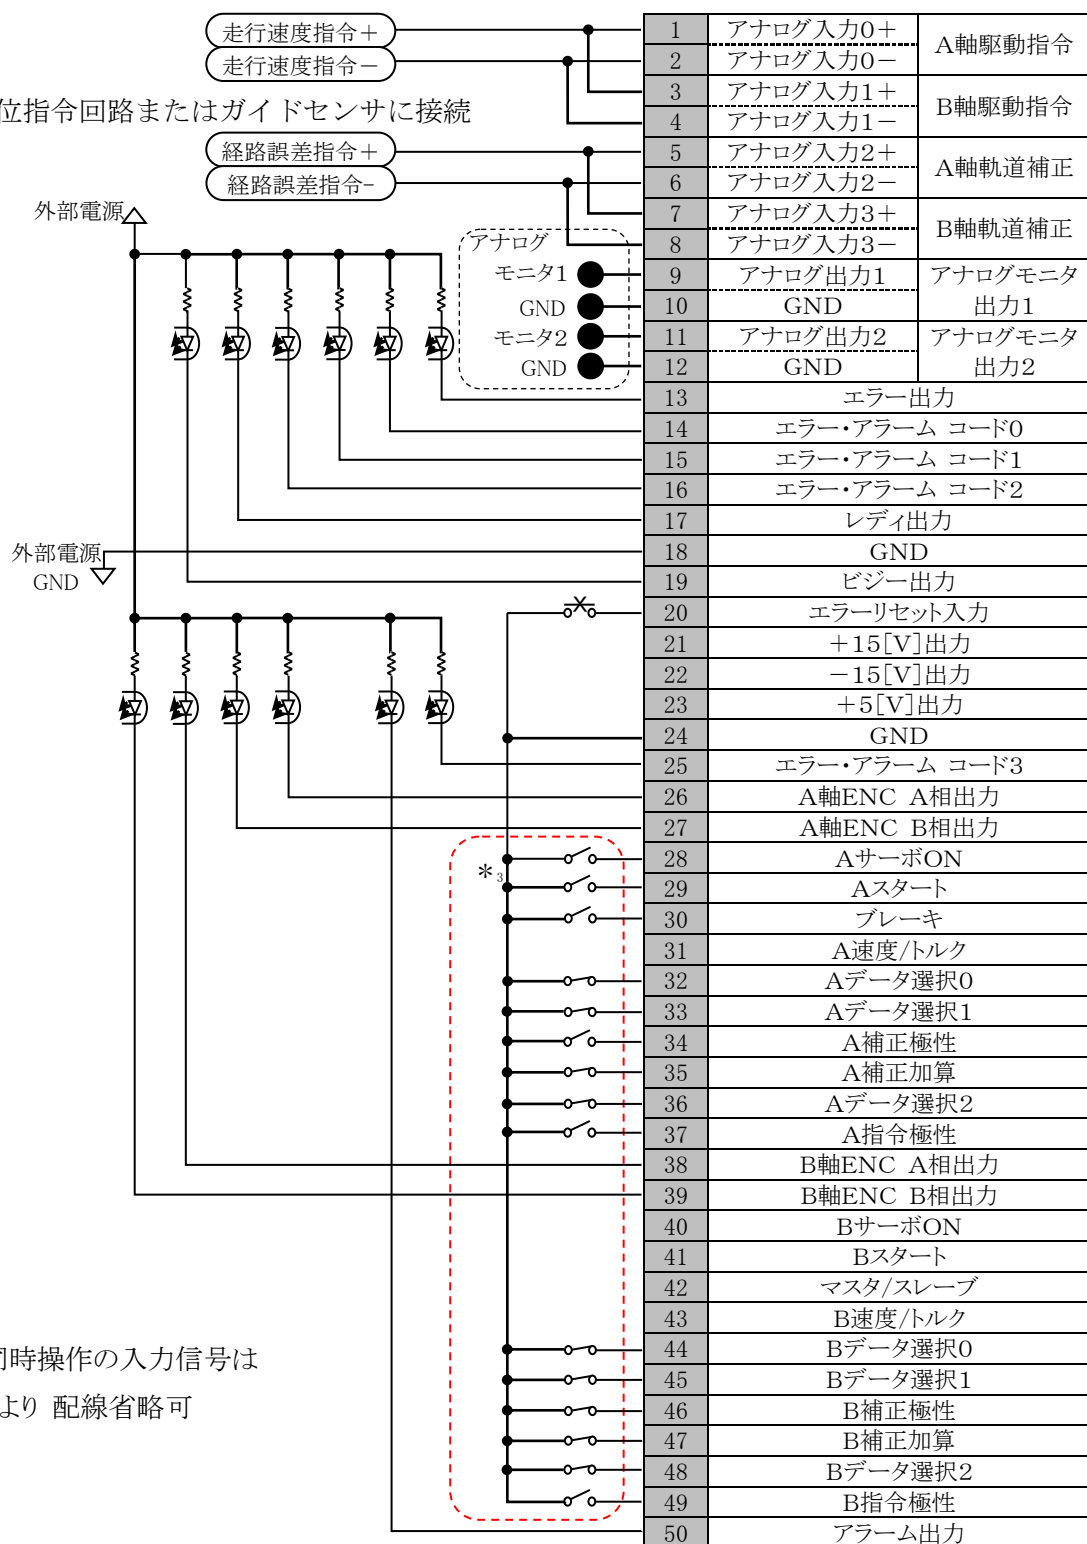 走行速度指令＋
走行速度指令－
位指令回路またはガイドセンサに接続
経路誤差指令＋
経路誤差指令-
外部電源
アナログ
モニタ1
GND
モニタ2
GND
外部電源
GND
*3
同時操作の入力信号は
より 配線省略可
1 アナログ入力0＋ A軸駆動指令
2 アナログ入力0－
3 アナログ入力1＋ B軸駆動指令
4 アナログ入力1－
5 アナログ入力2＋ A軸軌道補正
6 アナログ入力2－
7 アナログ入力3＋ B軸軌道補正
8 アナログ入力3－
9 アナログ出力1 アナログモニタ
10 GND 出力1
11 アナログ出力2 アナログモニタ
12 GND 出力2
13 エラー出力
14 エラー・アラーム コード0
15 エラー・アラーム コード1
16 エラー・アラーム コード2
17 レディ出力
18 GND
19 ビジー出力
20 エラーリセット入力
21 ＋15[V]出力
22 －15[V]出力
23 ＋5[V]出力
24 GND
25 エラー・アラーム コード3
26 A軸ENC A相出力
27 A軸ENC B相出力
28 AサーボON
29 Aスタート
30 ブレーキ
31 A速度/トルク
32 Aデータ選択0
33 Aデータ選択1
34 A補正極性
35 A補正加算
36 Aデータ選択2
37 A指令極性
38 B軸ENC A相出力
39 B軸ENC B相出力
40 BサーボON
41 Bスタート
42 マスタ/スレーブ
43 B速度/トルク
44 Bデータ選択0
45 Bデータ選択1
46 B補正極性
47 B補正加算
48 Bデータ選択2
49 B指令極性
50 アラーム出力